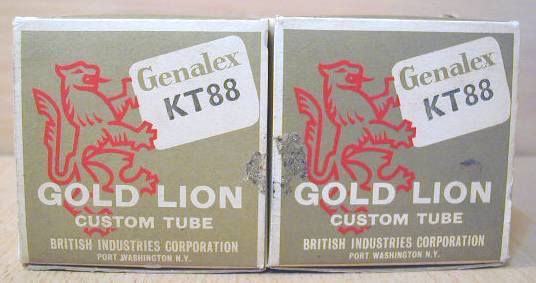 Genalex
KT88
GOLD LION
CUSTOM TUBE
BRITISH INDUSTRIES CORPORATION
PORT WASHINGTON N.Y.
Genalex
KT88
GOLD LION
CUSTOM TUBE
BRITISH INDUSTRIES CORPORATION
PORT WASHINGTON N.Y.